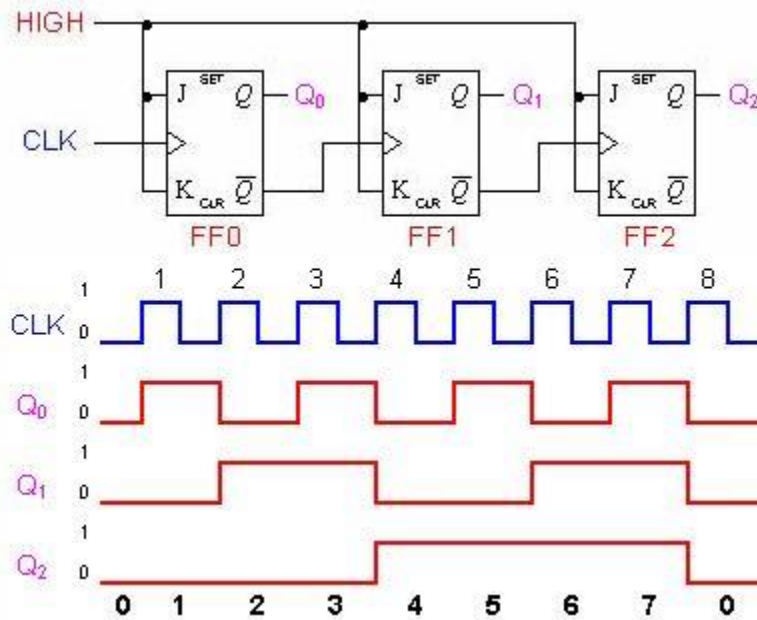 HIGH
J SET Q Q0 J SET Q Q1 J SET Q Q2
CLK
K CLR Q̅ K CLR Q̅ K CLR Q̅
FF0 FF1 FF2
1 2 3 4 5 6 7 8
CLK 1 0
Q0 1 0
Q1 1 0
Q2 1 0
0 1 2 3 4 5 6 7 0